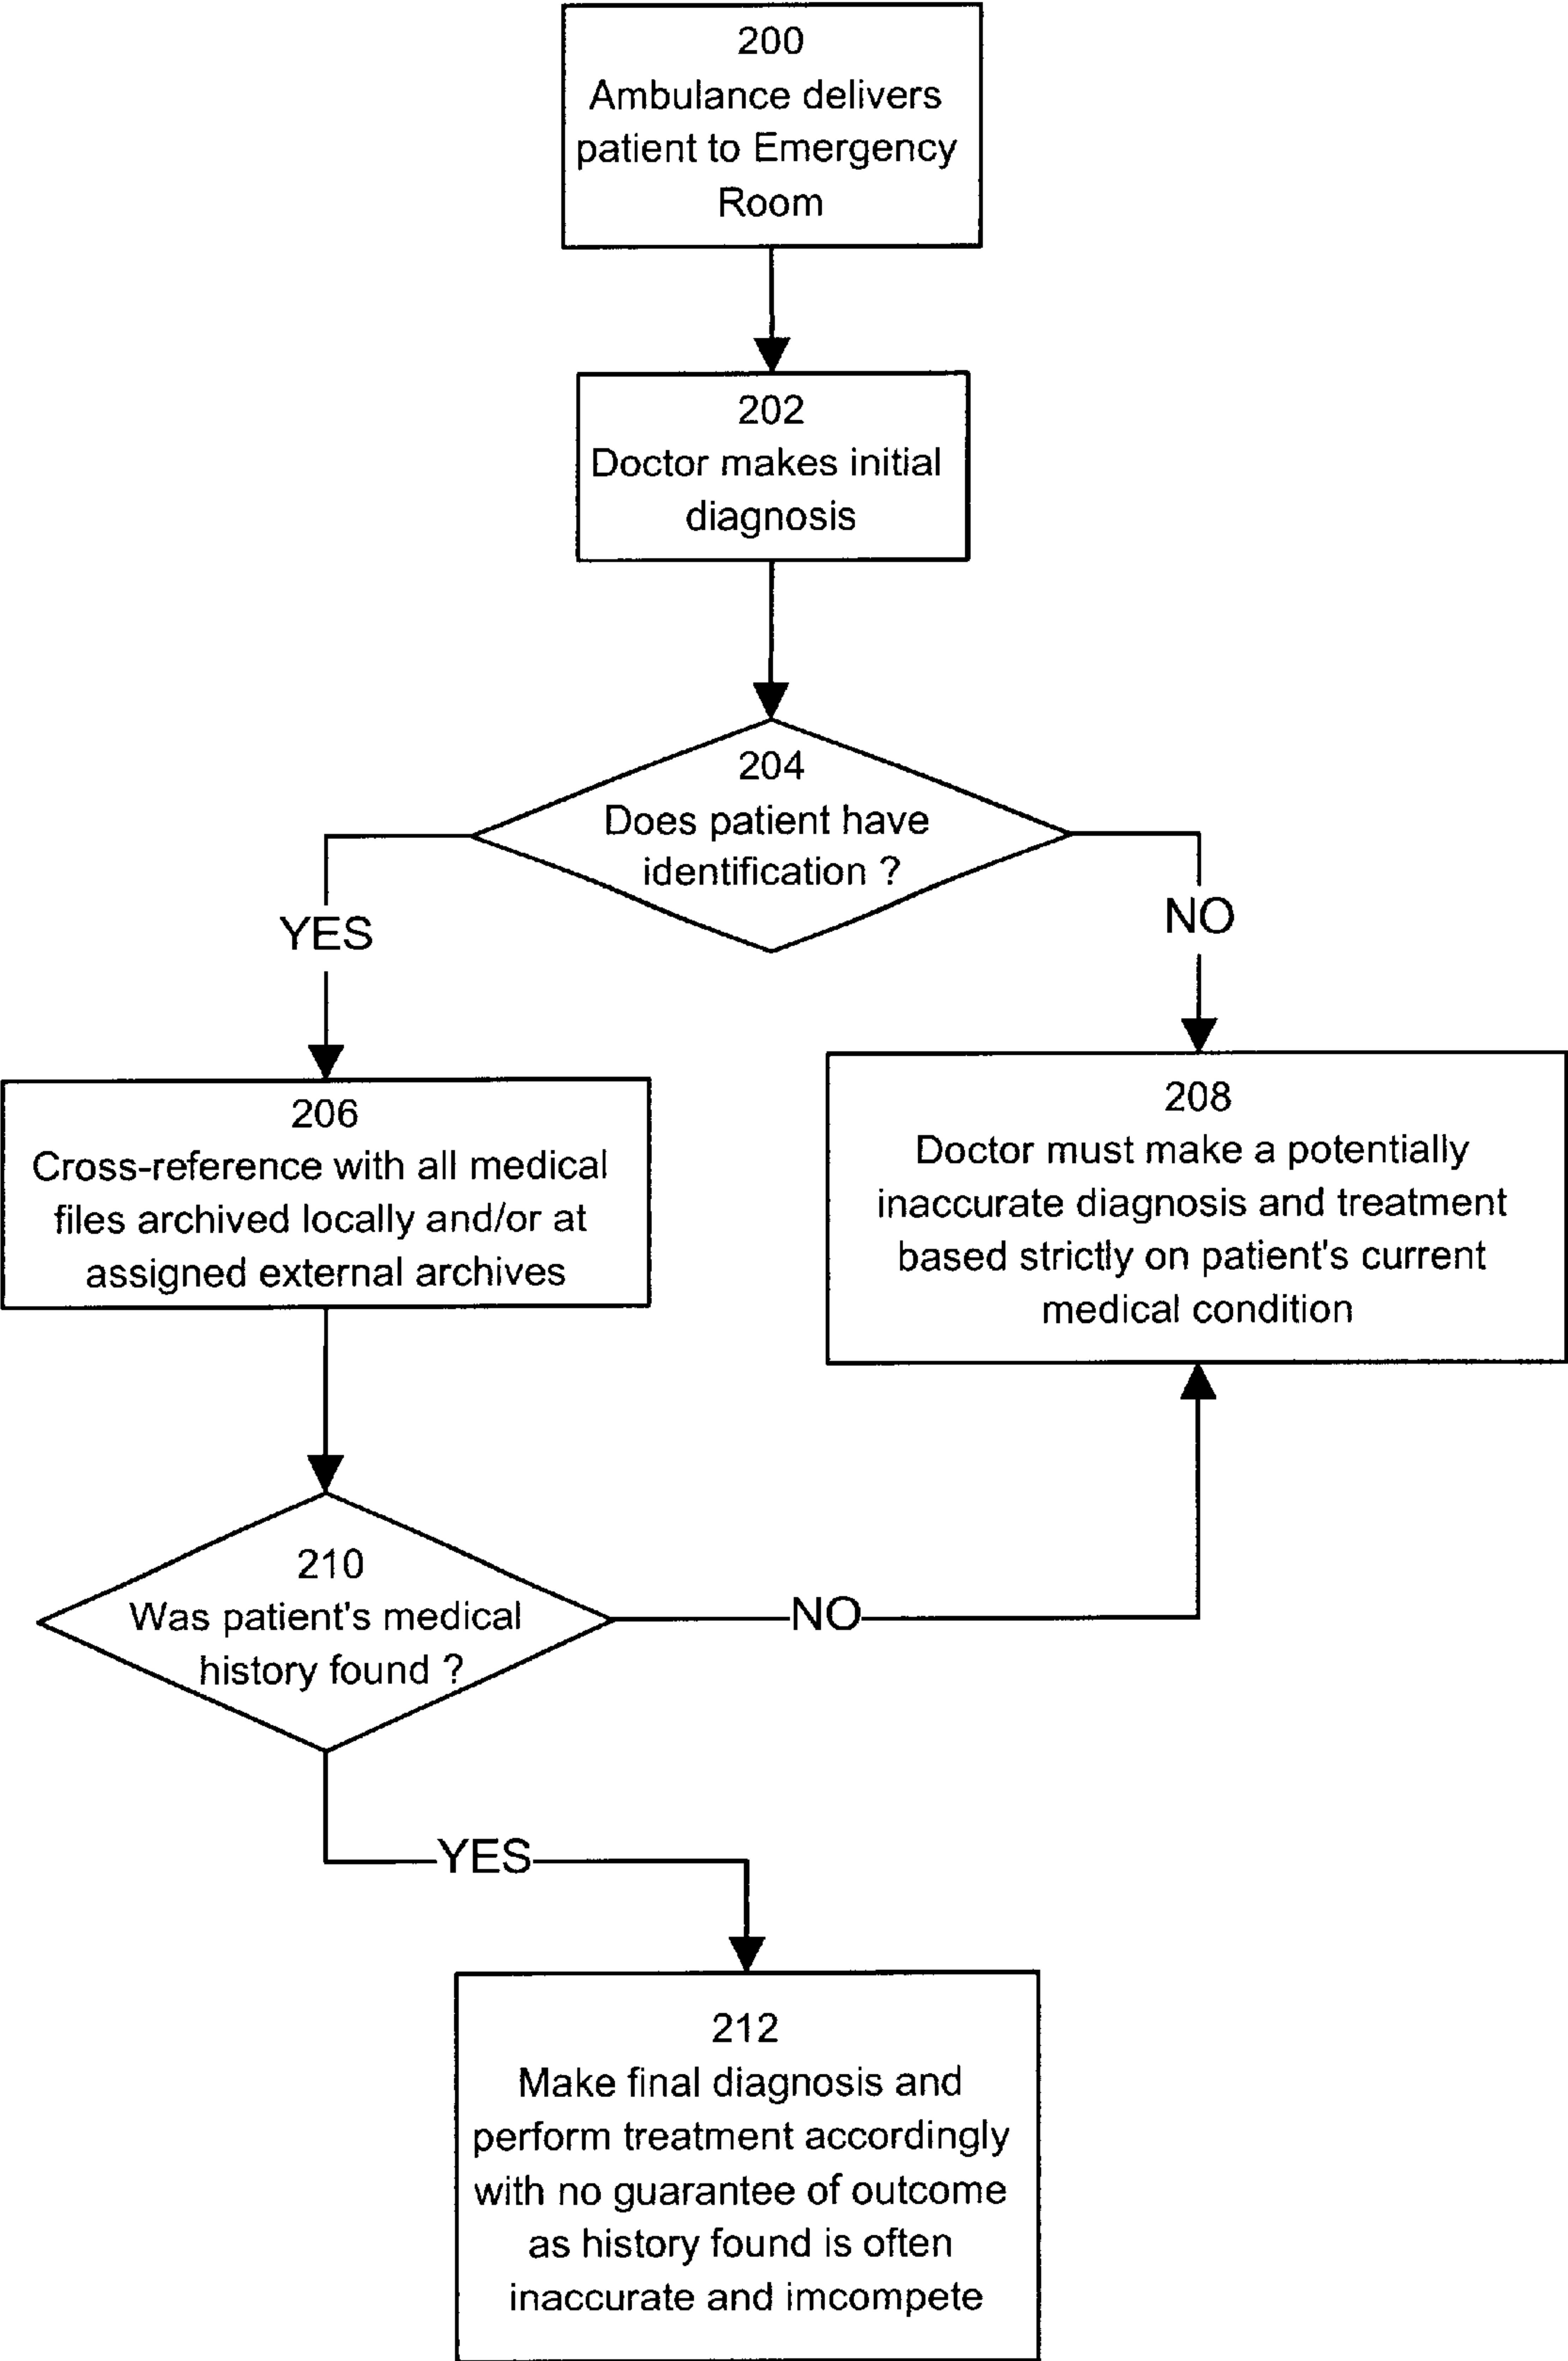 200
Ambulance delivers
patient to Emergency
Room
202
Doctor makes initial
diagnosis
204
Does patient have
identification ?
YES
NO
206
Cross-reference with all medical
files archived locally and/or at
assigned external archives
208
Doctor must make a potentially
inaccurate diagnosis and treatment
based strictly on patient's current
medical condition
210
Was patient's medical
history found ?
NO
YES
212
Make final diagnosis and
perform treatment accordingly
with no guarantee of outcome
as history found is often
inaccurate and imcompete